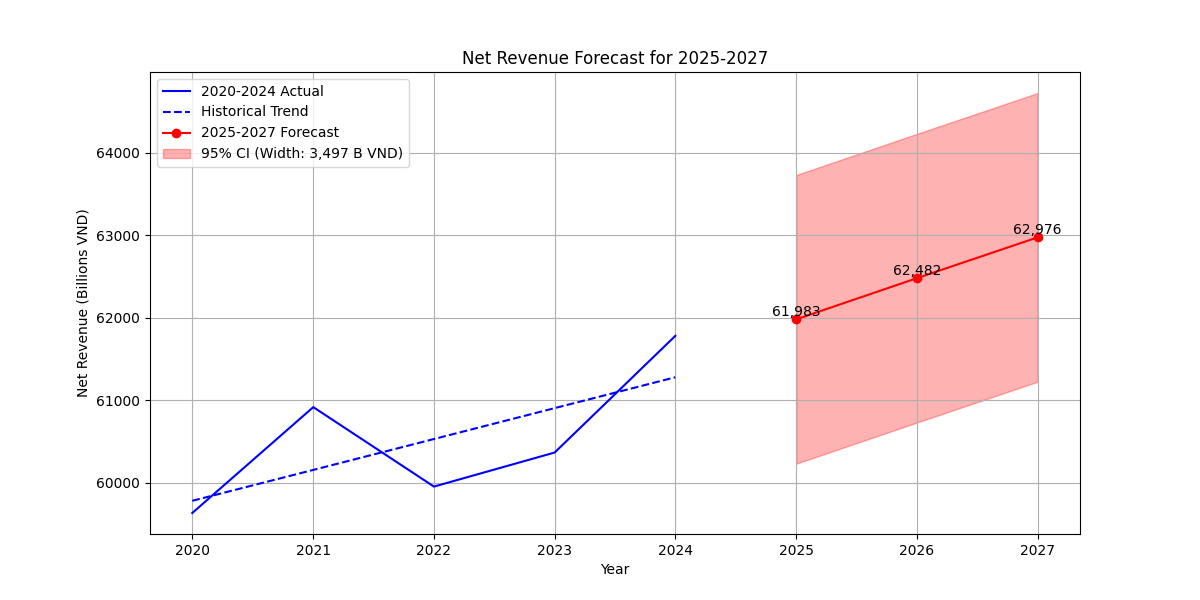 Net Revenue Forecast for 2025-2027
2020-2024 Actual
Historical Trend
2025-2027 Forecast
95% CI (Width: 3,497 B VND)
Net Revenue (Billions VND)
64000
63000
62000
61000
60000
61,983
62,482
62,976
2020 2021 2022 2023 2024 2025 2026 2027
Year